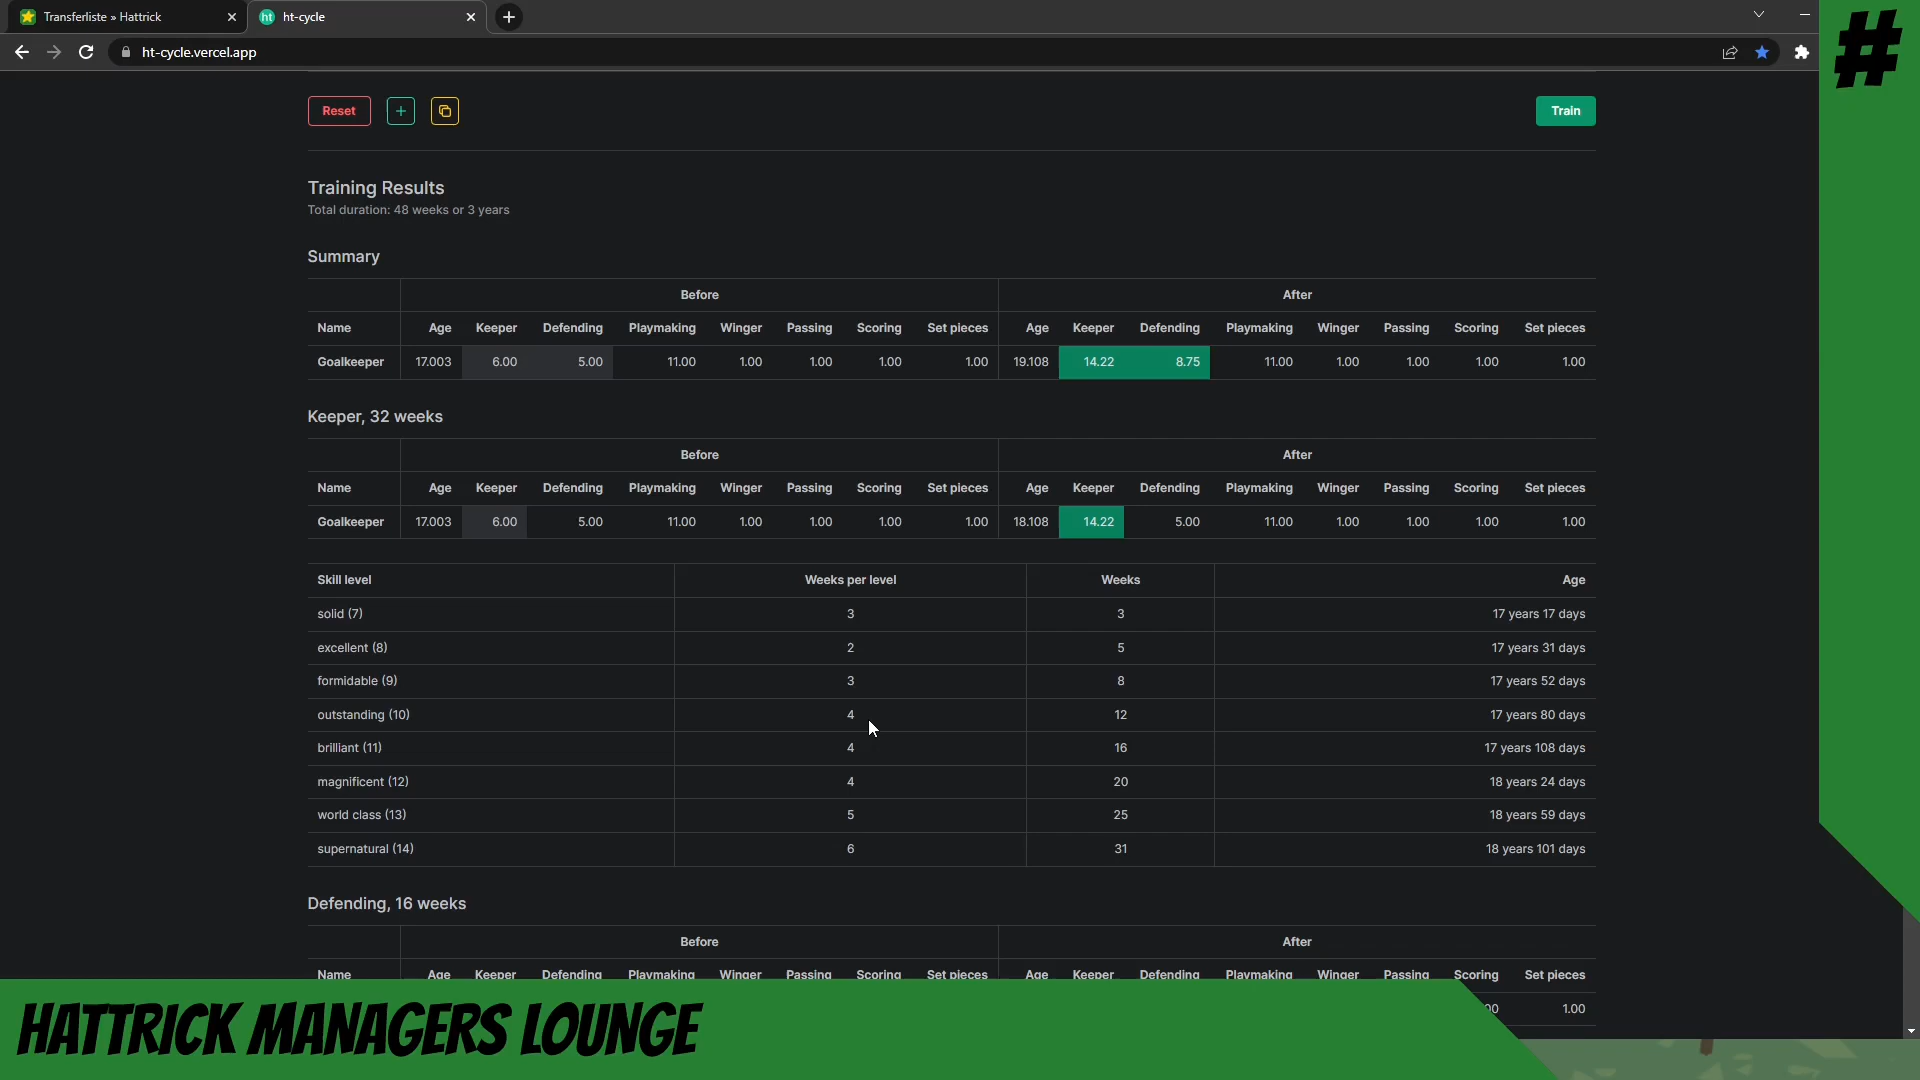 Transferliste » Hattrick
ht ht-cycle
ht-cycle.vercel.app
#
Reset Train
Training Results
Total duration: 48 weeks or 3 years
Summary
Before After
Name Age Keeper Defending Playmaking Winger Passing Scoring Set pieces Age Keeper Defending Playmaking Winger Passing Scoring Set pieces
Goalkeeper 17.003 6.00 5.00 11.00 1.00 1.00 1.00 1.00 19.108 14.22 8.75 11.00 1.00 1.00 1.00 1.00
Keeper, 32 weeks
Before After
Name Age Keeper Defending Playmaking Winger Passing Scoring Set pieces Age Keeper Defending Playmaking Winger Passing Scoring Set pieces
Goalkeeper 17.003 6.00 5.00 11.00 1.00 1.00 1.00 1.00 18.108 14.22 5.00 11.00 1.00 1.00 1.00 1.00
Skill level Weeks per level Weeks Age
solid (7) 3 3 17 years 17 days
excellent (8) 2 5 17 years 31 days
formidable (9) 3 8 17 years 52 days
outstanding (10) 4 12 17 years 80 days
brilliant (11) 4 16 17 years 108 days
magnificent (12) 4 20 18 years 24 days
world class (13) 5 25 18 years 59 days
supernatural (14) 6 31 18 years 101 days
Defending, 16 weeks
Before After
Name Age Keeper Defending Playmaking Winger Passing Scoring Set pieces Age Keeper Defending Playmaking Winger Passing Scoring Set pieces
1.00
HATTRICK MANAGERS LOUNGE